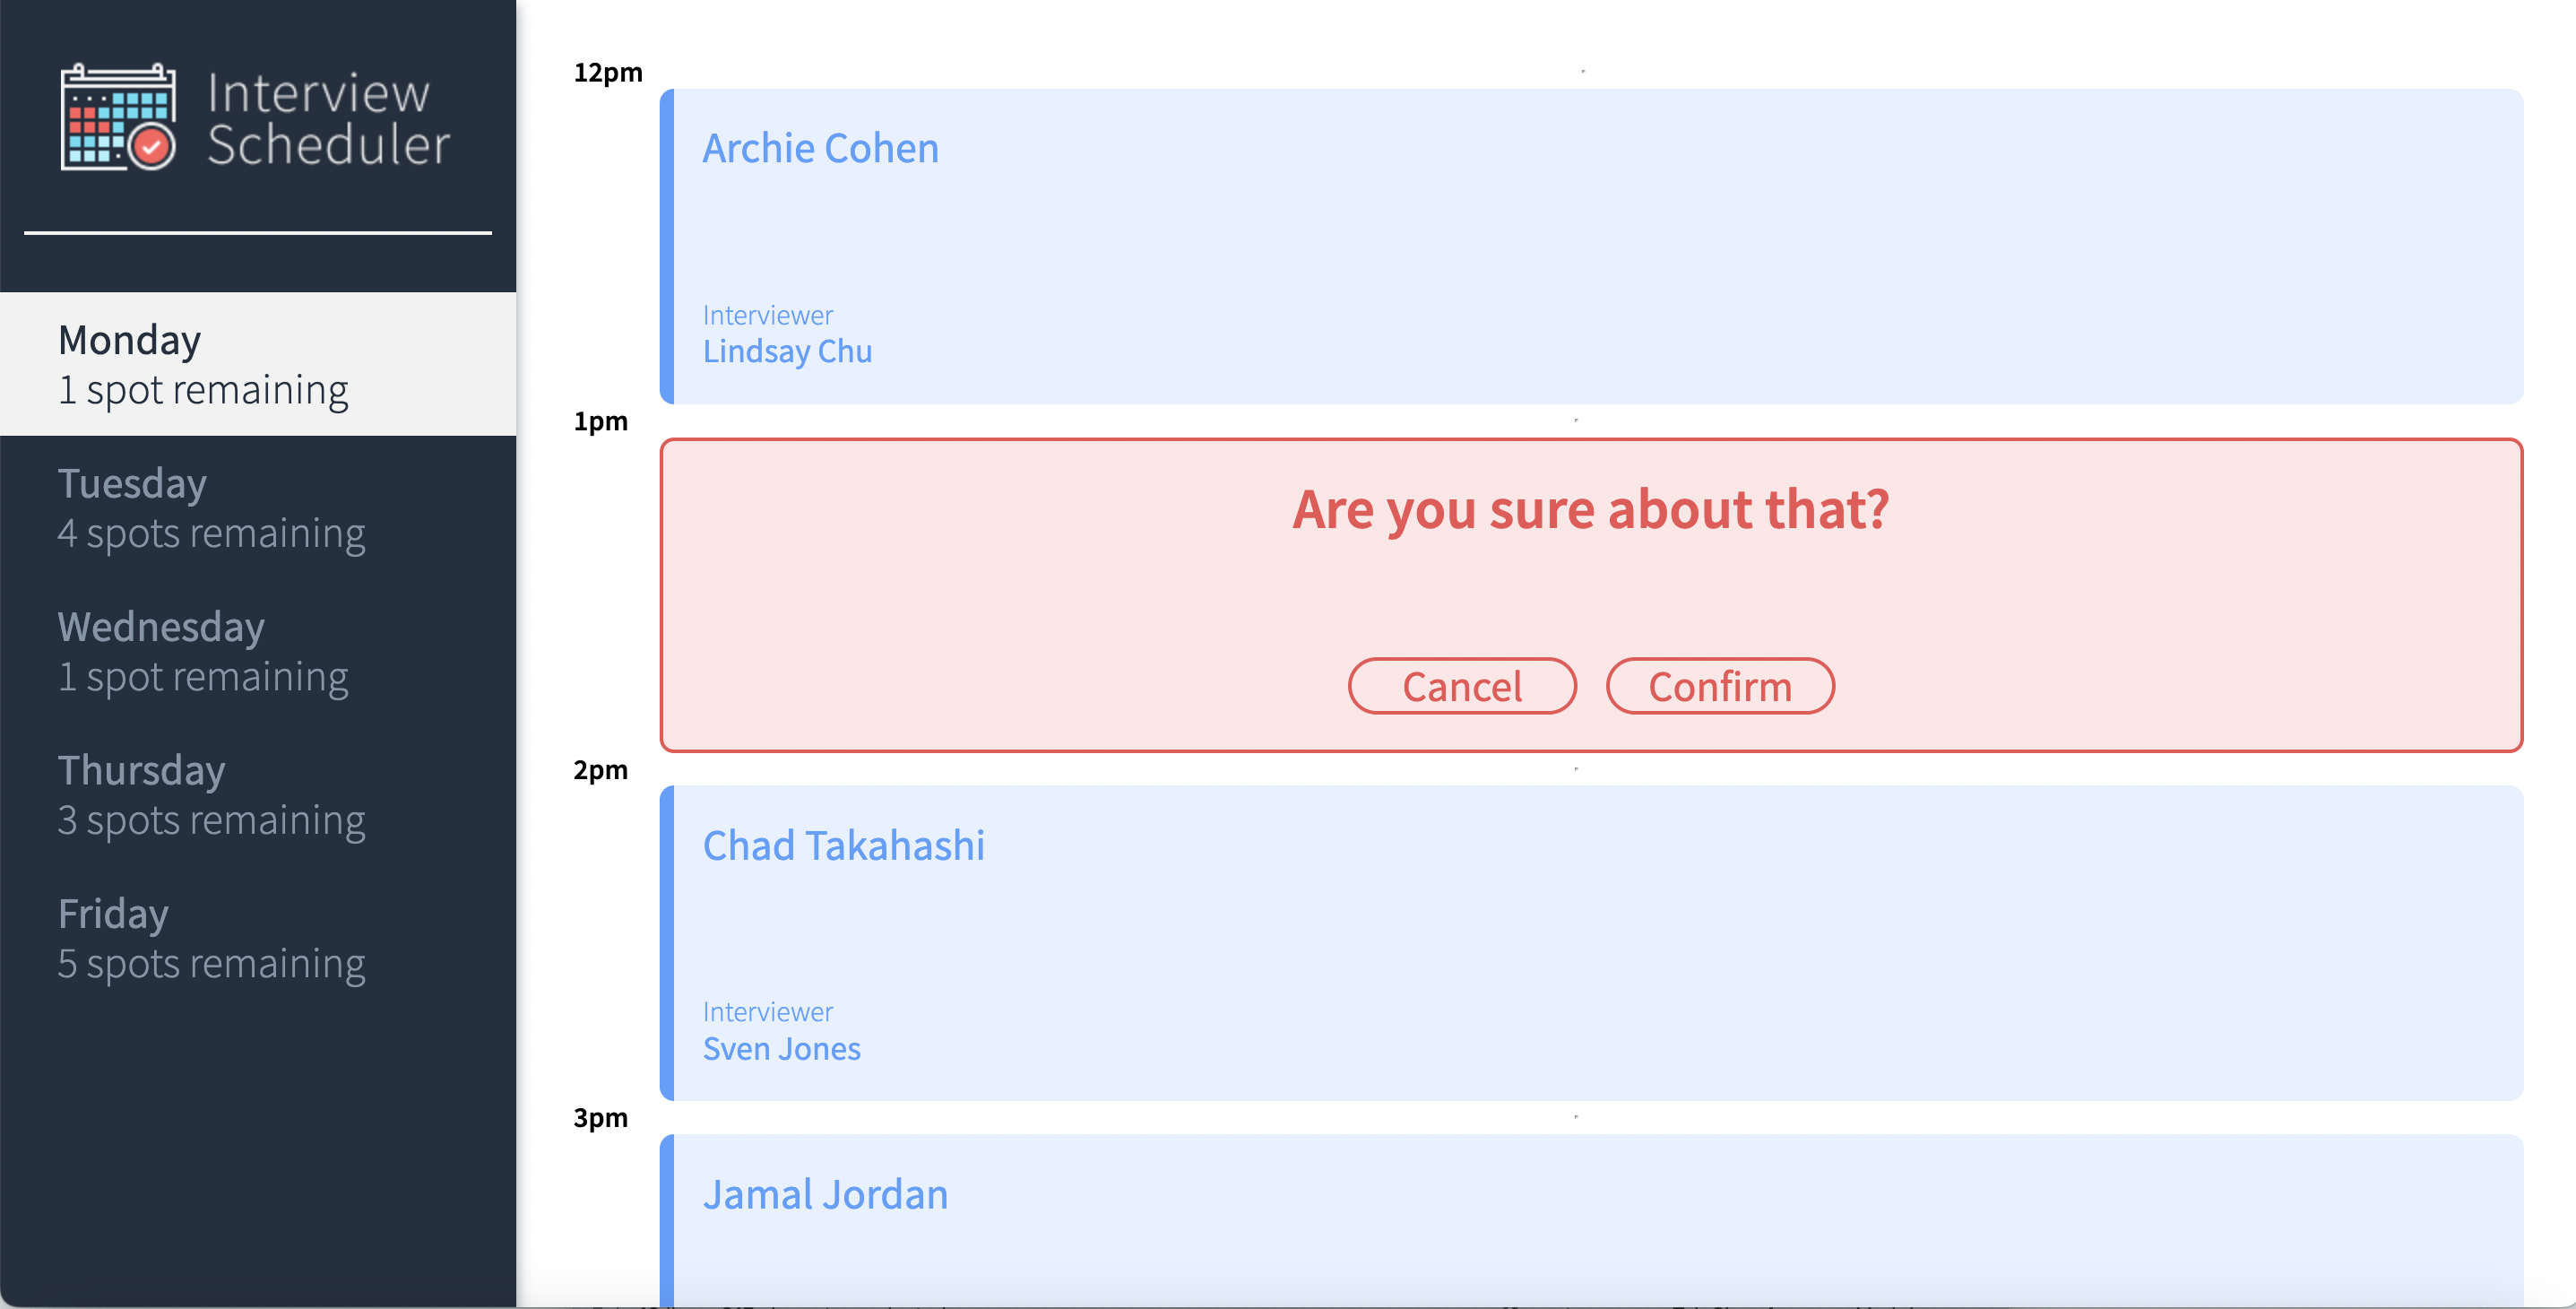 Interview
Scheduler
Monday
1 spot remaining
Tuesday
4 spots remaining
Wednesday
1 spot remaining
Thursday
3 spots remaining
Friday
5 spots remaining
12pm
Archie Cohen
Interviewer
Lindsay Chu
1pm
Are you sure about that?
Cancel Confirm
2pm
Chad Takahashi
Interviewer
Sven Jones
3pm
Jamal Jordan